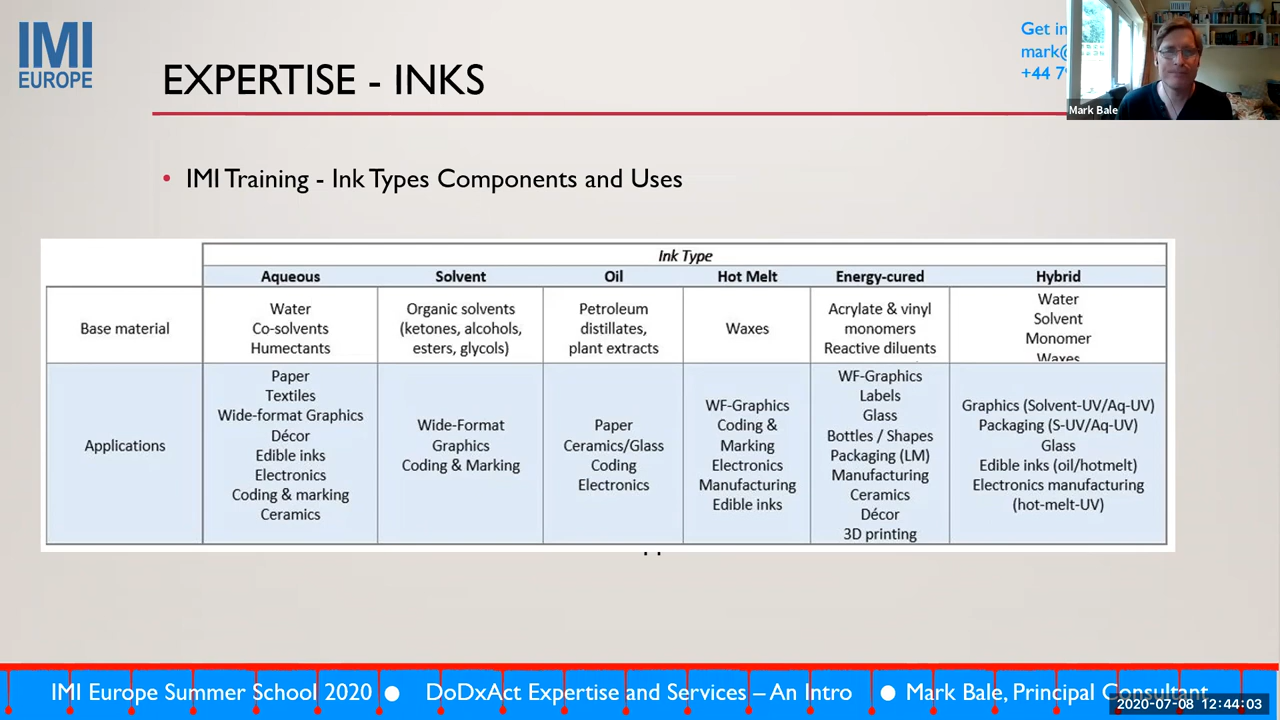 IMI
EUROPE
EXPERTISE - INKS
Get in
mark@
+44 7
Mark Bale
• IMI Training - Ink Types Components and Uses
Ink Type
Aqueous Solvent Oil Hot Melt Energy-cured Hybrid
Base material
Water
Co-solvents
Humectants
Organic solvents
(ketones, alcohols,
esters, glycols)
Petroleum
distillates,
plant extracts
Waxes
Acrylate & vinyl
monomers
Reactive diluents
Water
Solvent
Monomer
Waxes
Applications
Paper
Textiles
Wide-format Graphics
Décor
Edible inks
Electronics
Coding & marking
Ceramics
Wide-Format
Graphics
Coding & Marking
Paper
Ceramics/Glass
Coding
Electronics
WF-Graphics
Coding &
Marking
Electronics
Manufacturing
Edible inks
WF-Graphics
Labels
Glass
Bottles / Shapes
Packaging (LM)
Manufacturing
Ceramics
Décor
3D printing
Graphics (Solvent-UV/Aq-UV)
Packaging (S-UV/Aq-UV)
Glass
Edible inks (oil/hotmelt)
Electronics manufacturing
(hot-melt-UV)
IMI Europe Summer School 2020 ● DoDxAct Expertise and Services – An Intro ● Mark Bale, Principal Consultant
2020-07-08 12:44:03